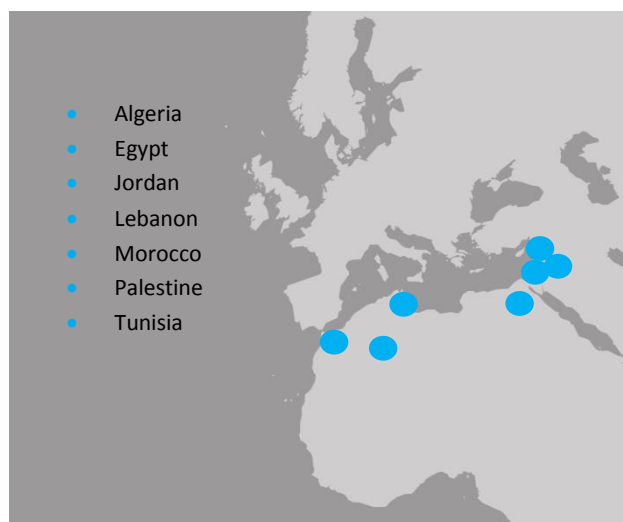 Algeria
Egypt
Jordan
Lebanon
Morocco
Palestine
Tunisia